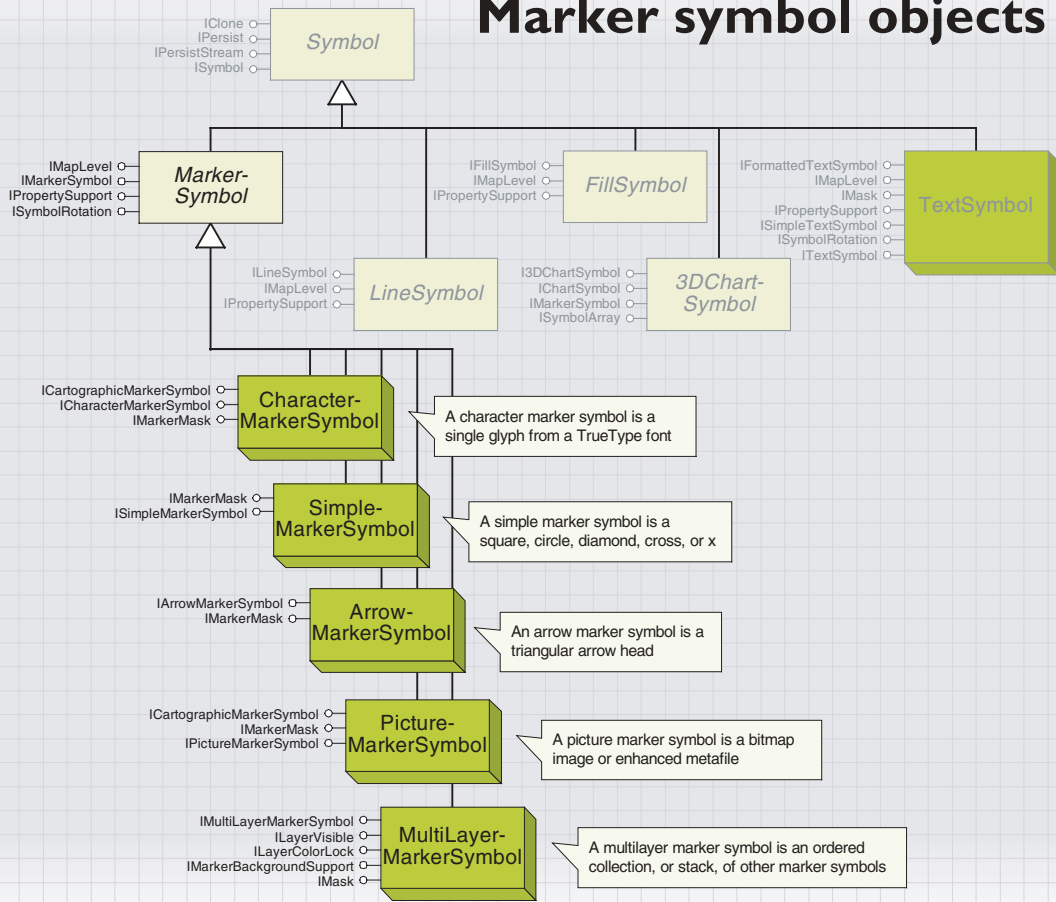 Marker symbol objects
IClone
IPersist
IPersistStream
ISymbol
Symbol
IMapLevel
IMarkerSymbol
IPropertySupport
ISymbolRotation
Marker-
Symbol
IFillSymbol
IMapLevel
IPropertySupport
FillSymbol
IFormattedTextSymbol
IMapLevel
IMask
IPropertySupport
ISimpleTextSymbol
ISymbolRotation
ITextSymbol
TextSymbol
ILineSymbol
IMapLevel
IPropertySupport
LineSymbol
I3DChartSymbol
IChartSymbol
IMarkerSymbol
ISymbolArray
3DChart-
Symbol
ICartographicMarkerSymbol
ICharacterMarkerSymbol
IMarkerMask
Character-
MarkerSymbol
A character marker symbol is a
single glyph from a TrueType font
IMarkerMask
ISimpleMarkerSymbol
Simple-
MarkerSymbol
A simple marker symbol is a
square, circle, diamond, cross, or x
IArrowMarkerSymbol
IMarkerMask
Arrow-
MarkerSymbol
An arrow marker symbol is a
triangular arrow head
ICartographicMarkerSymbol
IMarkerMask
IPictureMarkerSymbol
Picture-
MarkerSymbol
A picture marker symbol is a bitmap
image or enhanced metafile
IMultiLayerMarkerSymbol
ILayerVisible
ILayerColorLock
IMarkerBackgroundSupport
IMask
MultiLayer-
MarkerSymbol
A multilayer marker symbol is an ordered
collection, or stack, of other marker symbols